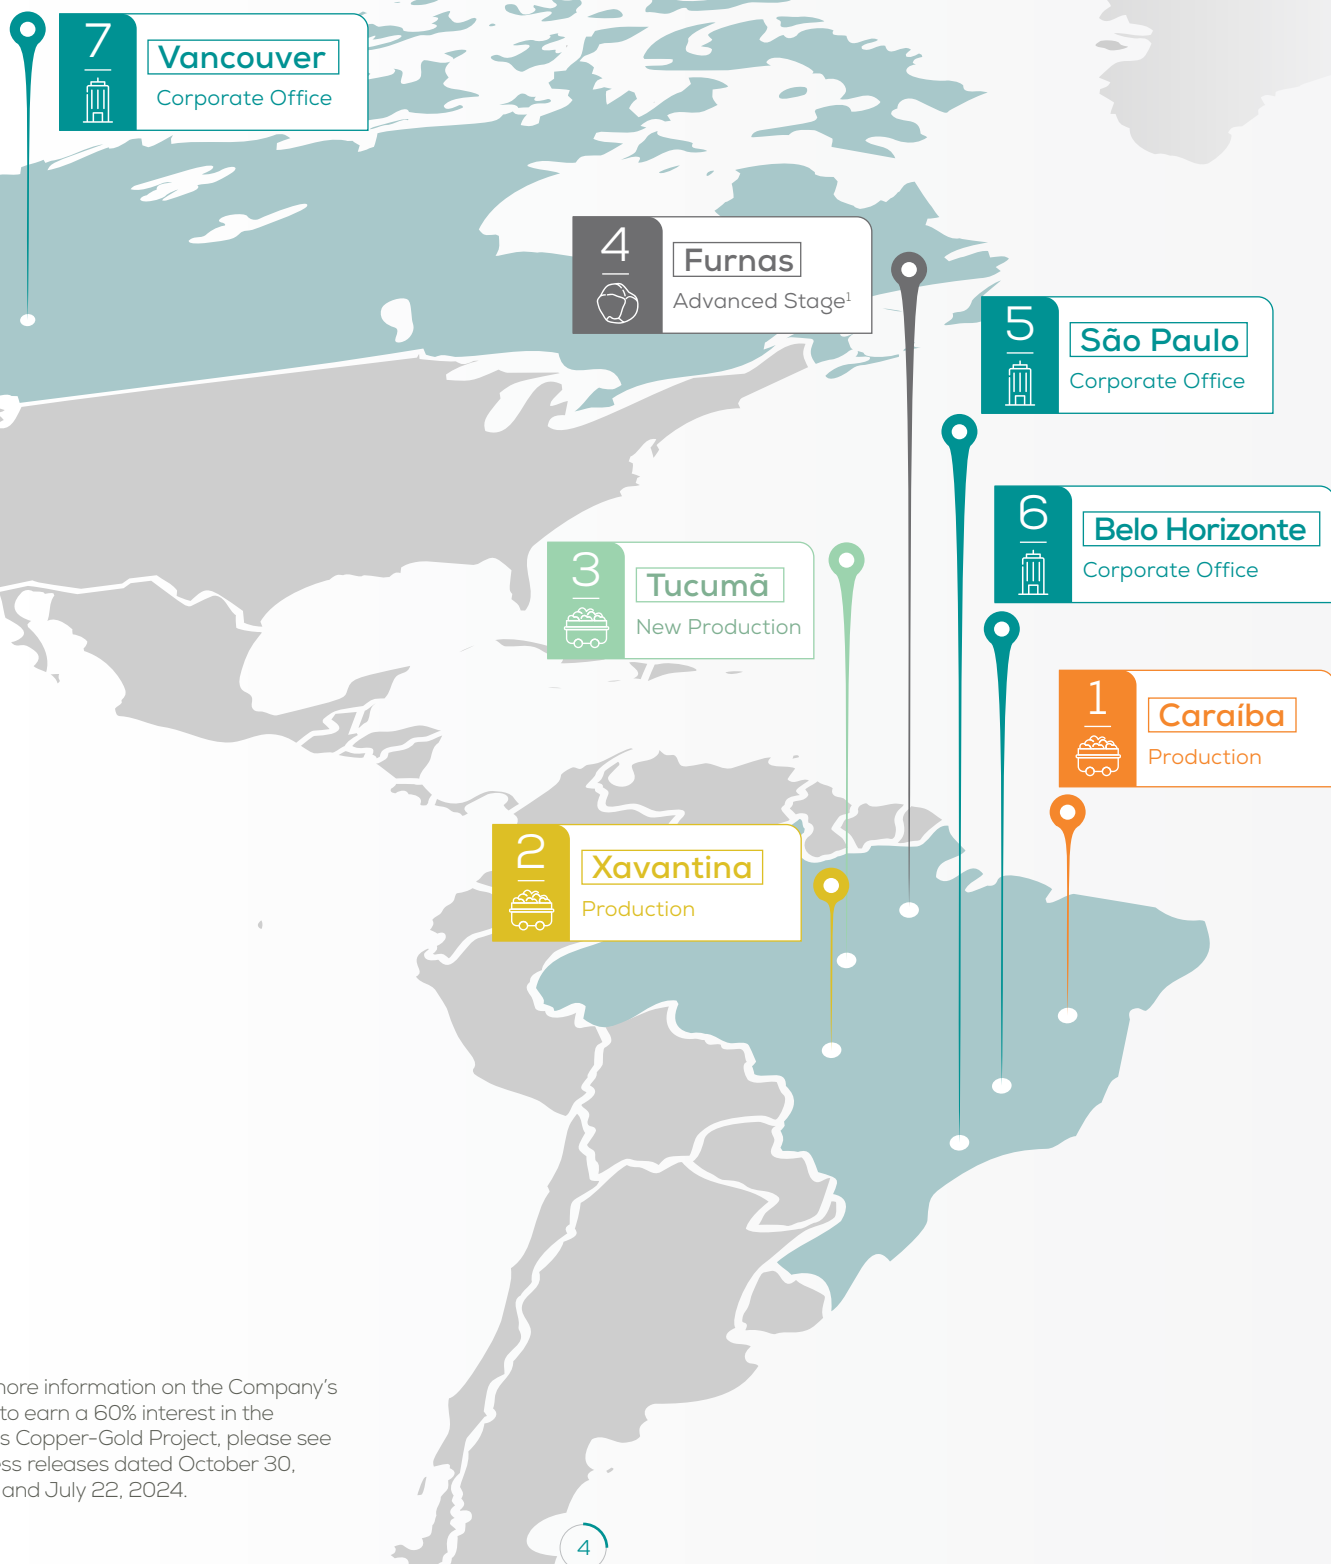 7
Vancouver
Corporate Office
4
Furnas
Advanced Stage¹
5
São Paulo
Corporate Office
6
Belo Horizonte
Corporate Office
3
Tucumã
New Production
1
Caraíba
Production
2
Xavantina
Production
more information on the Company's
to earn a 60% interest in the
s Copper-Gold Project, please see
ss releases dated October 30,
and July 22, 2024.
4